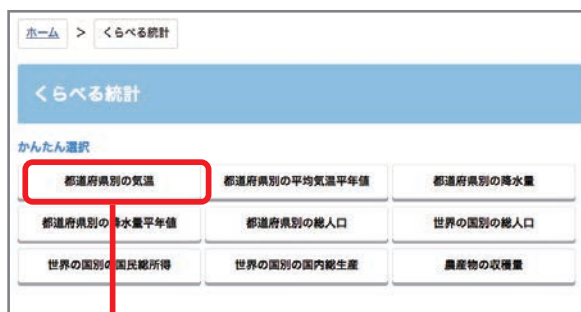 ホーム > くらべる統計
くらべる統計
かんたん選択
都道府県別の気温 都道府県別の平均気温平年値 都道府県別の降水量
都道府県別の降水量平年値 都道府県別の総人口 世界の国別の総人口
世界の国別の国民総所得 世界の国別の国内総生産 農産物の収穫量